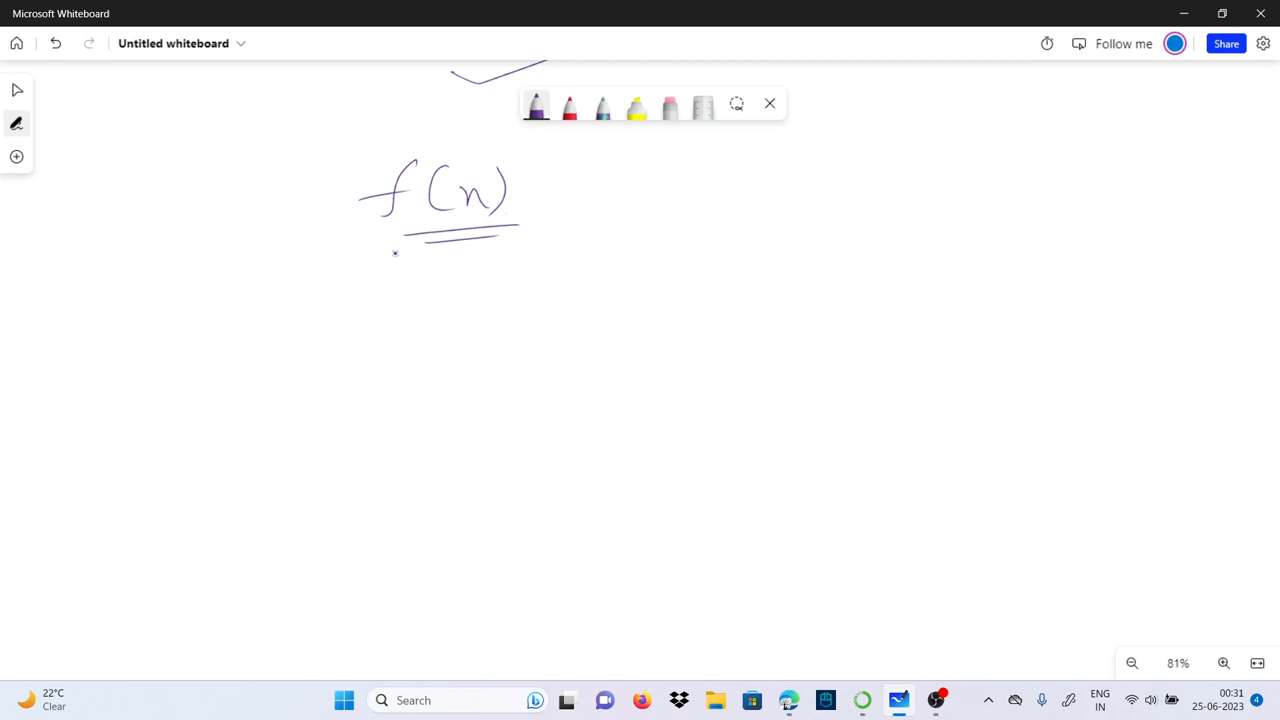 Microsoft Whiteboard
Untitled whiteboard
Follow me
Share
f(n)
81%
22°C
Clear
Search
ENG
IN
00:31
25-06-2023
4